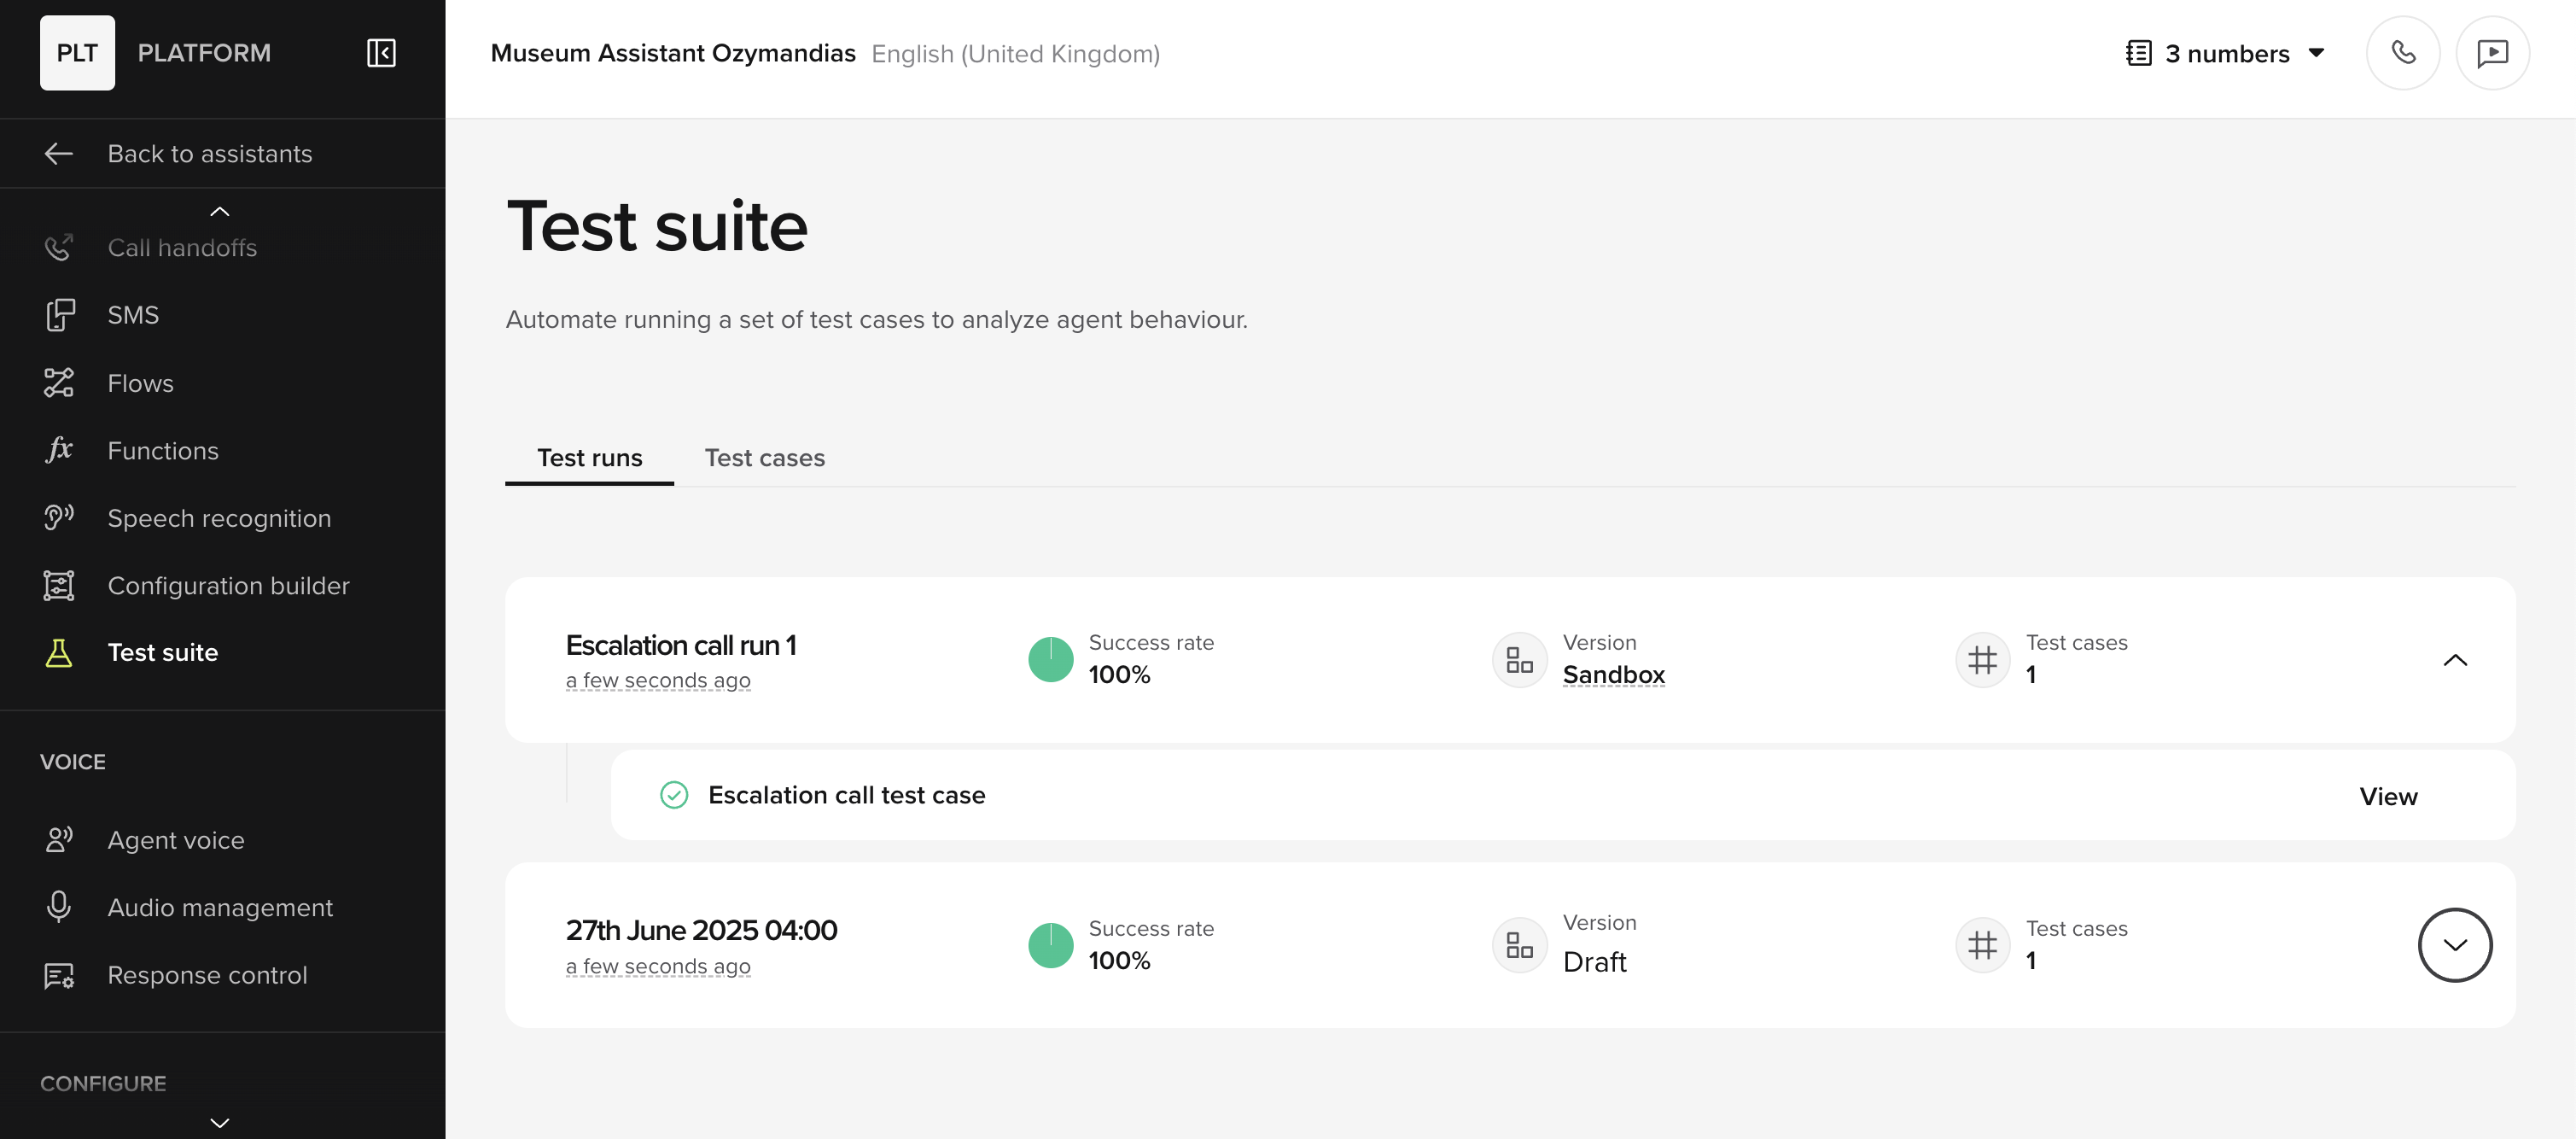 PLT PLATFORM
Back to assistants
Call handoffs
SMS
Flows
fx Functions
Speech recognition
Configuration builder
Test suite
VOICE
Agent voice
Audio management
Response control
CONFIGURE
Museum Assistant Ozymandias English (United Kingdom)
3 numbers
Test suite
Automate running a set of test cases to analyze agent behaviour.
Test runs Test cases
Escalation call run 1
a few seconds ago
Success rate
100%
Version
Sandbox
Test cases
1
Escalation call test case
View
27th June 2025 04:00
a few seconds ago
Success rate
100%
Version
Draft
Test cases
1